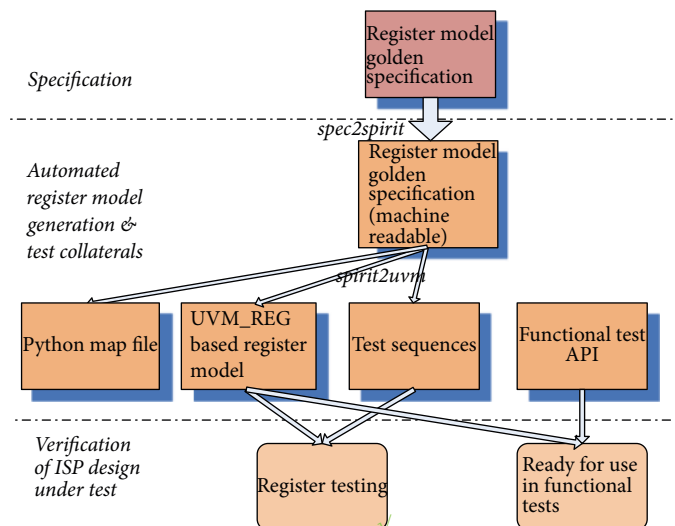 Register model
golden
specification
Specification
spec2spirit
Register model
golden
specification
(machine
readable)
Automated
register model
generation &
test collaterals
spirit2uvm
Python map file
UVM_REG
based register
model
Test sequences
Functional test
API
Verification
of ISP design
under test
Register testing
Ready for use
in functional
tests